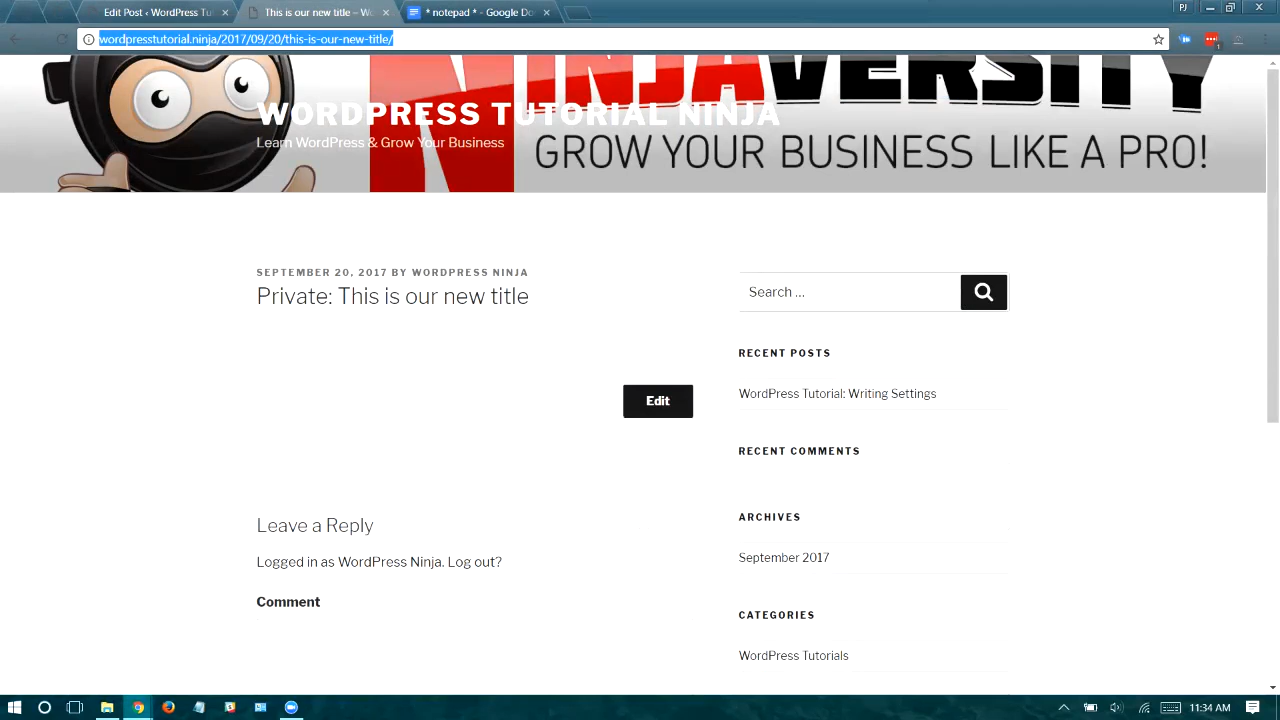 Edit Post ‹ WordPress Tu
This is our new title – Wo
* notepad * - Google Do
PJ
wordpresstutorial.ninja/2017/09/20/this-is-our-new-title/
1
NINJAVERSITY
WORDPRESS TUTORIAL NINJA
Learn WordPress & Grow Your Business
GROW YOUR BUSINESS LIKE A PRO!
SEPTEMBER 20, 2017 BY WORDPRESS NINJA
Private: This is our new title
Search …
RECENT POSTS
WordPress Tutorial: Writing Settings
Edit
RECENT COMMENTS
ARCHIVES
Leave a Reply
September 2017
Logged in as WordPress Ninja. Log out?
Comment
CATEGORIES
WordPress Tutorials
11:34 AM